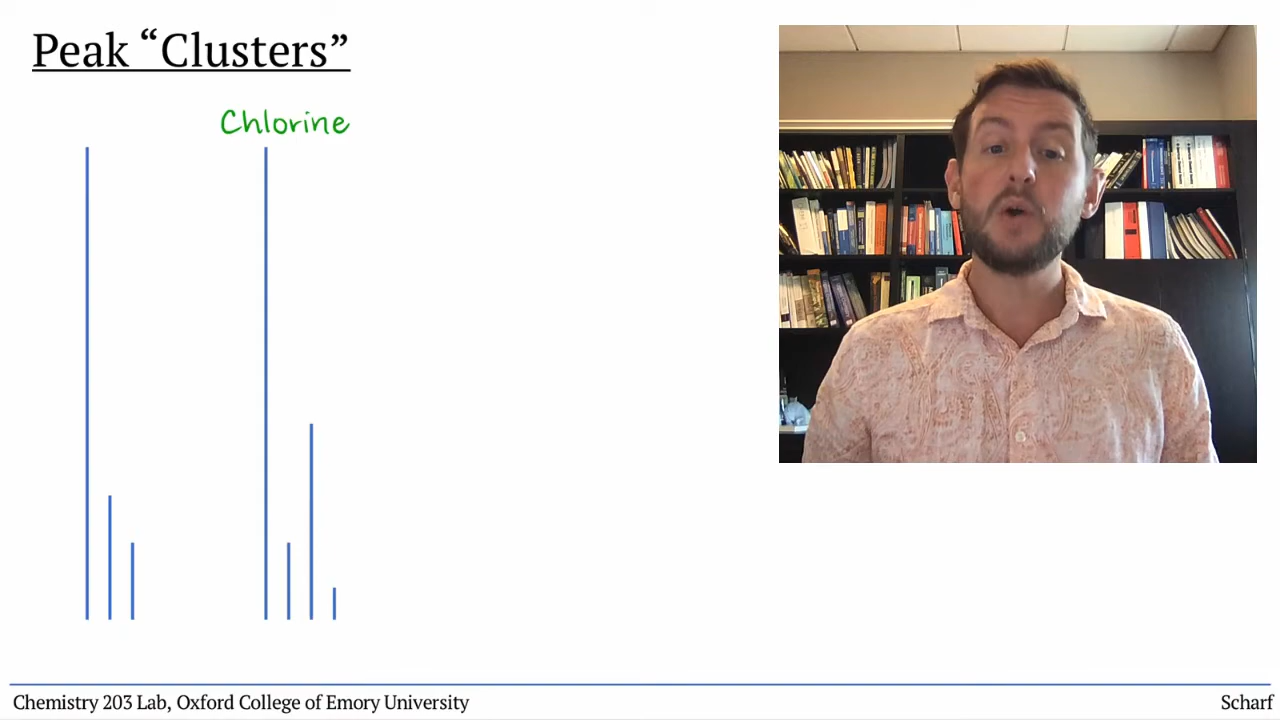 Peak “Clusters”
Chlorine
Chemistry 203 Lab, Oxford College of Emory University
Scharf